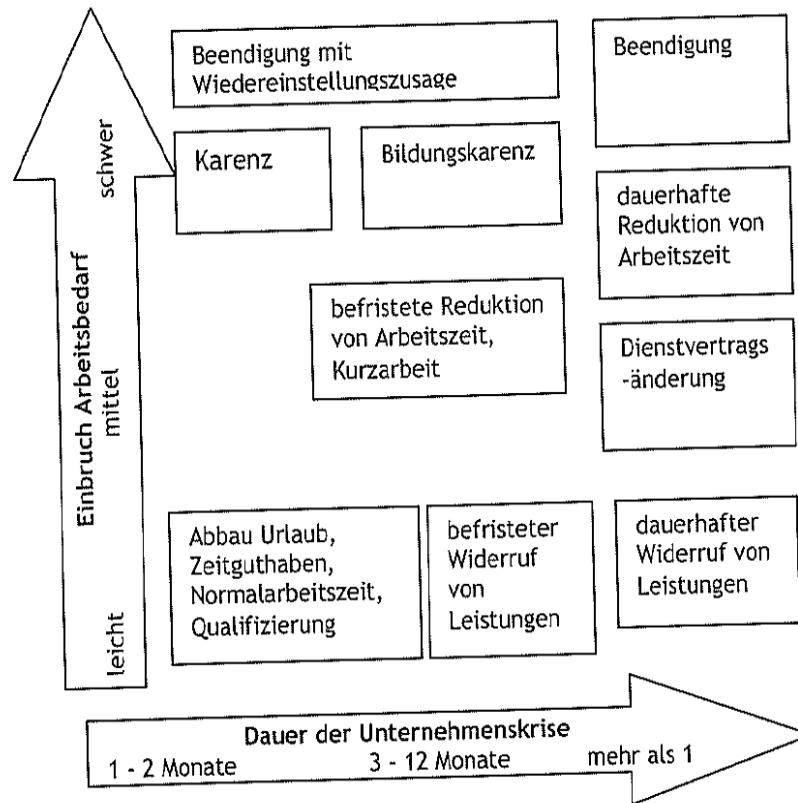 Beendigung mit
Wiedereinstellungszusage
Beendigung
Karenz
Bildungskarenz
dauerhafte
Reduktion von
Arbeitszeit
befristete Reduktion
von Arbeitszeit,
Kurzarbeit
Dienstvertrags
-änderung
Abbau Urlaub,
Zeitguthaben,
Normalarbeitszeit,
Qualifizierung
befristeter
Widerruf
von
Leistungen
dauerhafter
Widerruf von
Leistungen
Einbruch Arbeitsbedarf
schwer
mittel
leicht
Dauer der Unternehmenskrise
1 - 2 Monate
3 - 12 Monate
mehr als 1